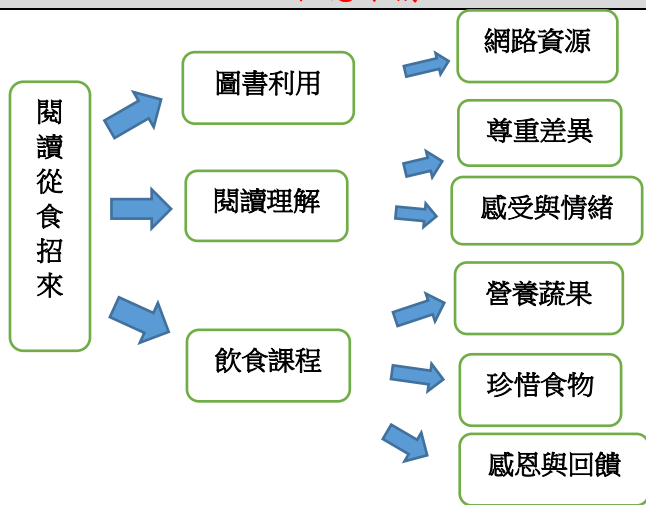 閱讀從食招來
圖書利用
網路資源
閱讀理解
尊重差異
感受與情緒
飲食課程
營養蔬果
珍惜食物
感恩與回饋